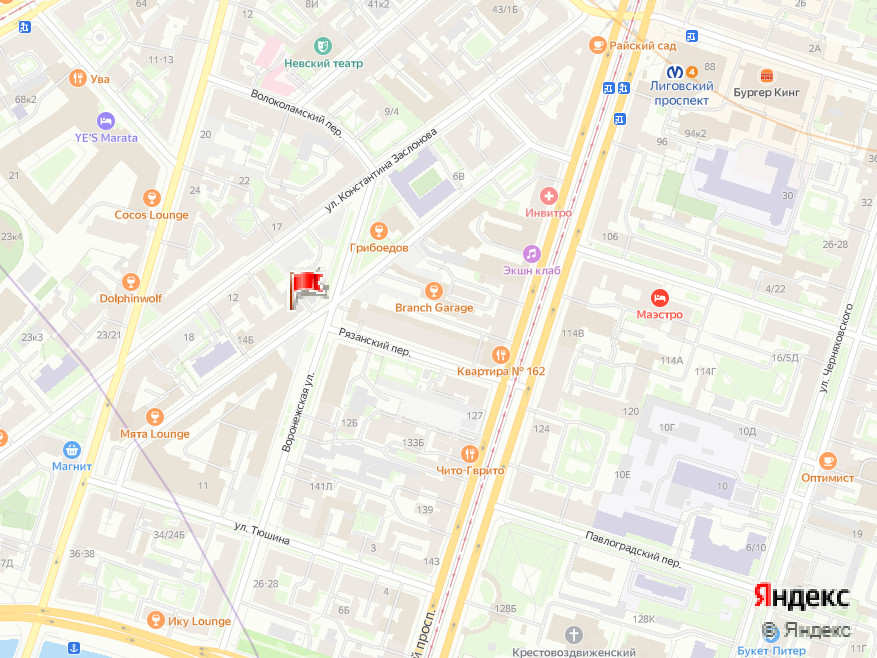 8/10
41к2
43/1Б
12
Райский сад
2А
11-13
Невский театр
88
Ува
4
Лиговский
проспект
Бургер Кинг
68к2
Волоколамский пер.
9/4
YE'S Marata
20
94к2
96
ул. Константина Заслонова
21
22
6В
24
30
32
Инвитро
Cocos Lounge
17
23к4
Грибоедов
106
26-28
Экшн клаб
Dolphinwolf
12
Branch Garage
4/22
Маэстро
23/21
23к3
18
14Б
Рязанский пер.
114В
16/5Д
114А
114Г
Квартира № 162
ул. Черняховского
Воронежская ул.
Мята Lounge
12Б
127
120
10Г
10Д
124
133Б
Магнит
Чито-Гврито
10Е
Оптимист
11
141Л
10
139
ул. Тюшина
34/24Б
19
Павлоградский пер.
7Д
36-38
3
143
6/10
26-28
6Б
4
128Б
128К
Яндекс
Ику Lounge
й просп.
© Яндекс
Крестовоздвиженский
Букет-Питер